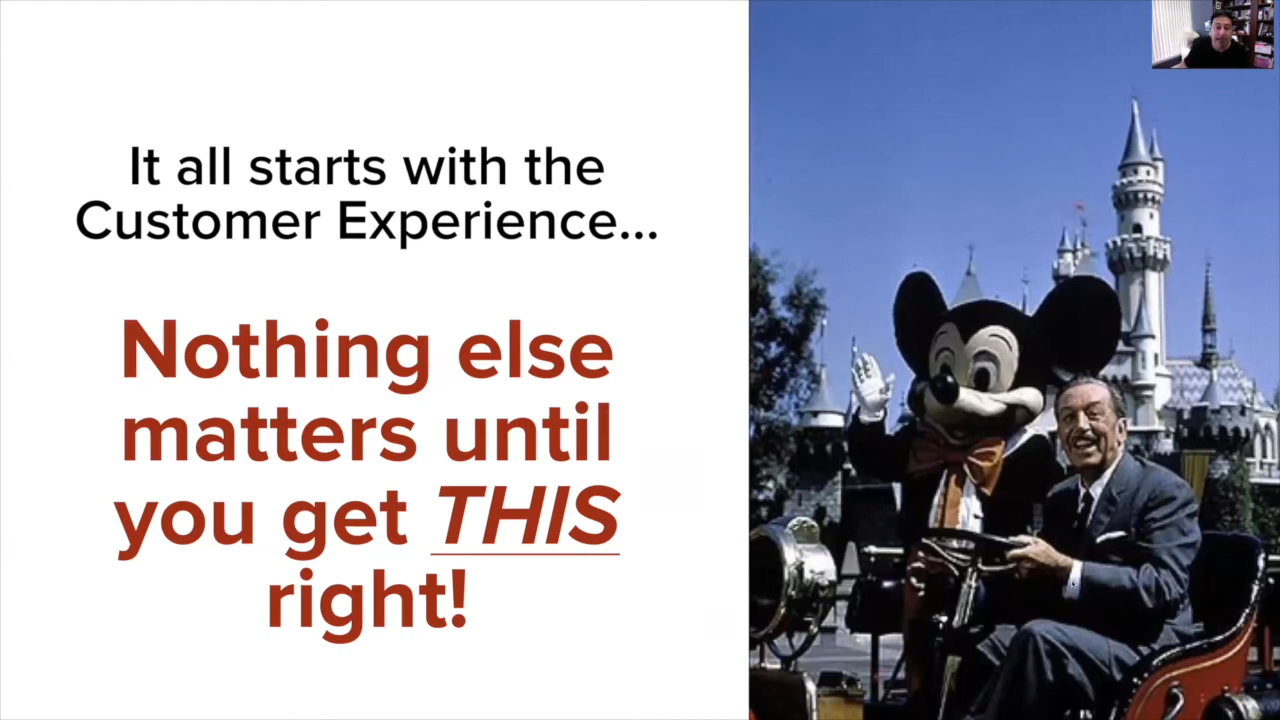 It all starts with the
Customer Experience...
Nothing else
matters until
you get THIS
right!